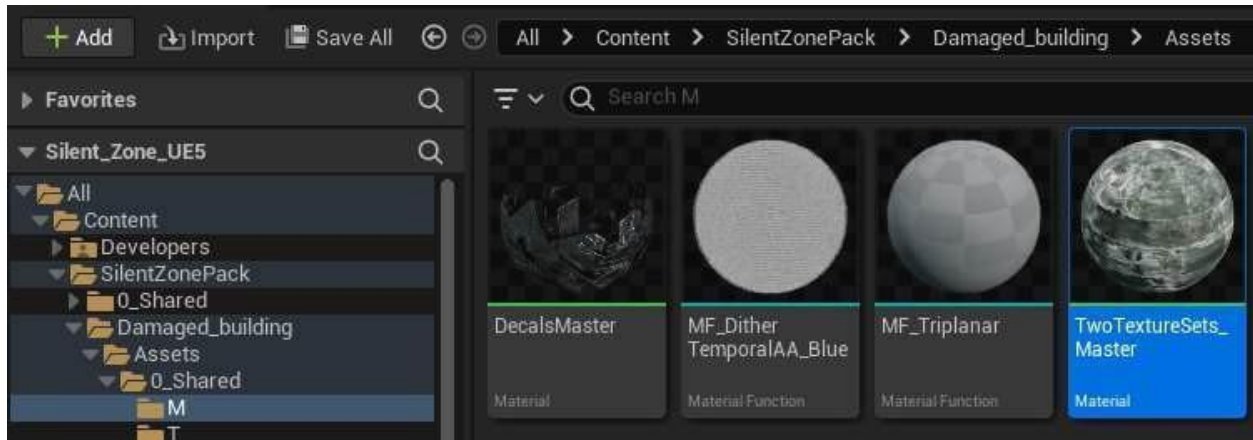 + Add
Import
Save All
All > Content > SilentZonePack > Damaged_building > Assets
Favorites
Search M
Silent_Zone_UE5
All
Content
Developers
SilentZonePack
0_Shared
Damaged_building
Assets
0_Shared
M
T
DecalsMaster
Material
MF_Dither
TemporalAA_Blue
Material Function
MF_Triplanar
Material Function
TwoTextureSets_
Master
Material